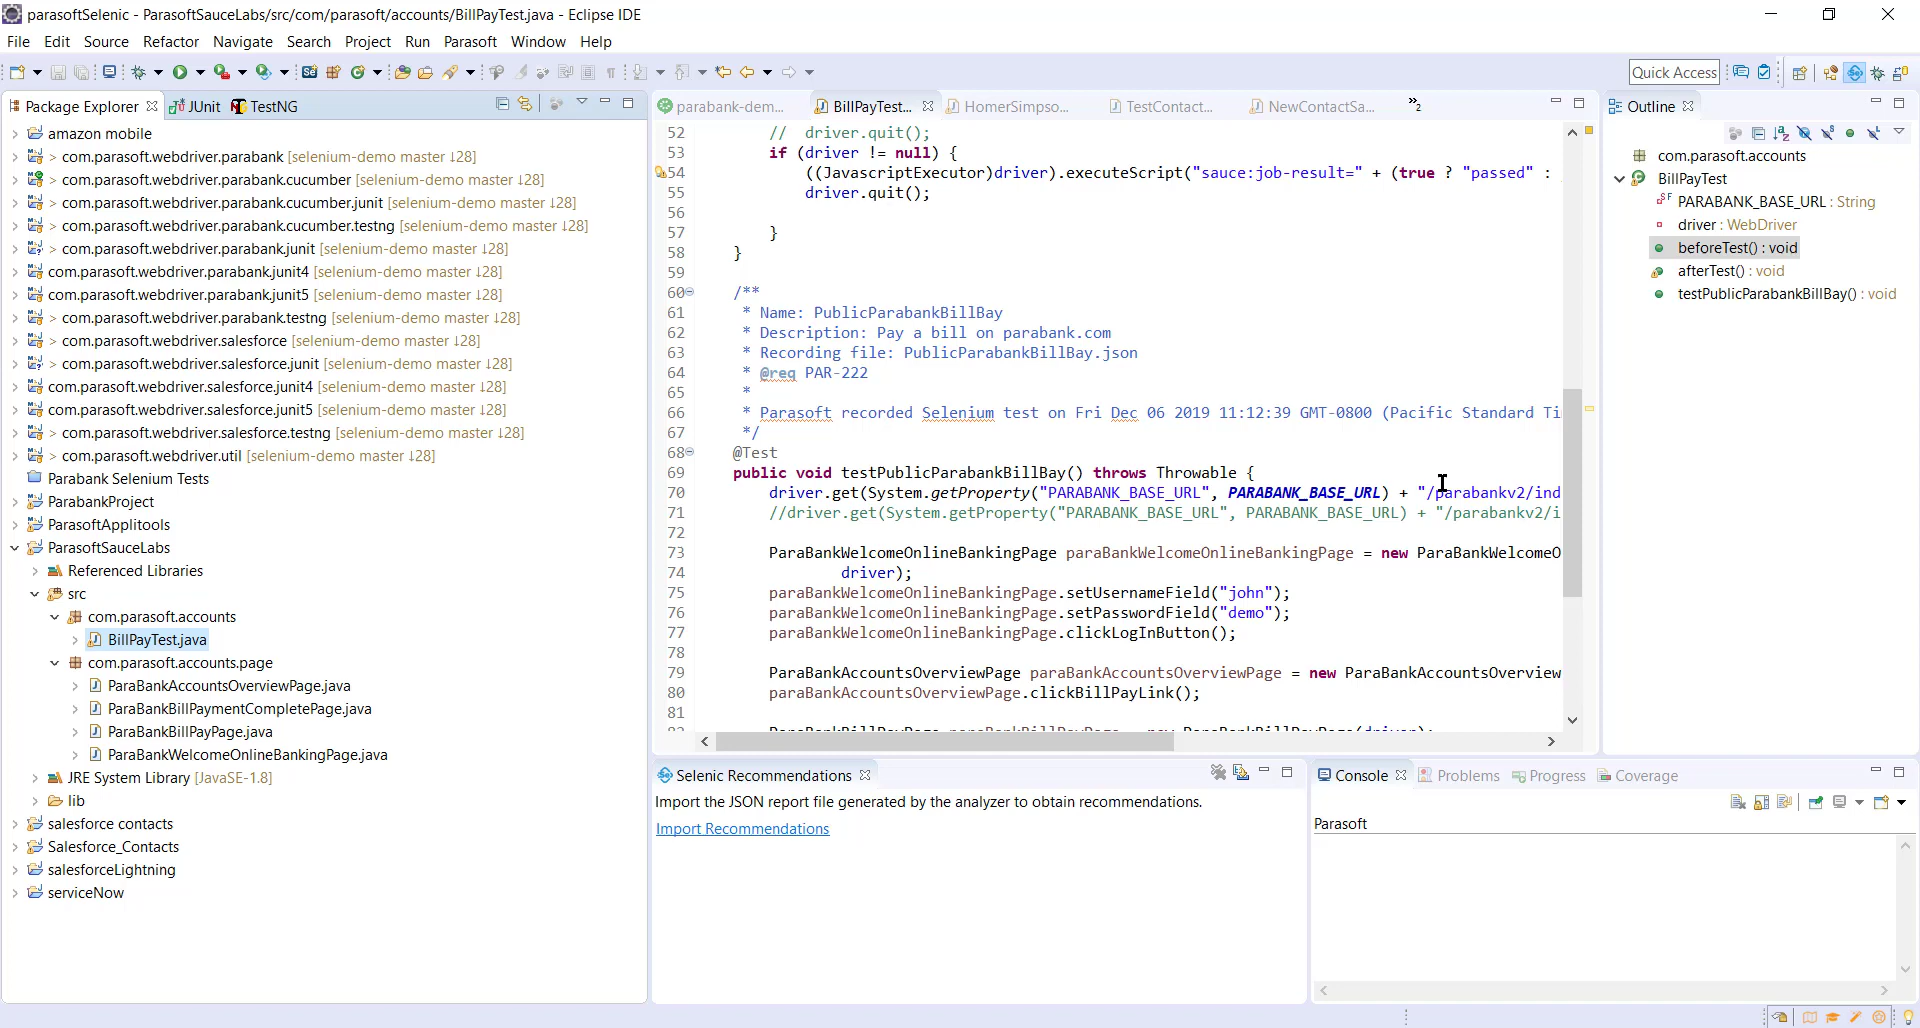 parasoftSelenic - ParasoftSauceLabs/src/com/parasoft/accounts/BillPayTest.java - Eclipse IDE
File Edit Source Refactor Navigate Search Project Run Parasoft Window Help
Quick Access
Package Explorer JUnit TestNG
amazon mobile
> com.parasoft.webdriver.parabank [selenium-demo master ↓28]
> com.parasoft.webdriver.parabank.cucumber [selenium-demo master ↓28]
> com.parasoft.webdriver.parabank.cucumber.junit [selenium-demo master ↓28]
> com.parasoft.webdriver.parabank.cucumber.testng [selenium-demo master ↓28]
> com.parasoft.webdriver.parabank.junit [selenium-demo master ↓28]
com.parasoft.webdriver.parabank.junit4 [selenium-demo master ↓28]
com.parasoft.webdriver.parabank.junit5 [selenium-demo master ↓28]
> com.parasoft.webdriver.parabank.testng [selenium-demo master ↓28]
> com.parasoft.webdriver.salesforce [selenium-demo master ↓28]
> com.parasoft.webdriver.salesforce.junit [selenium-demo master ↓28]
com.parasoft.webdriver.salesforce.junit4 [selenium-demo master ↓28]
com.parasoft.webdriver.salesforce.junit5 [selenium-demo master ↓28]
> com.parasoft.webdriver.salesforce.testng [selenium-demo master ↓28]
> com.parasoft.webdriver.util [selenium-demo master ↓28]
Parabank Selenium Tests
ParabankProject
ParasoftApplitools
ParasoftSauceLabs
Referenced Libraries
src
com.parasoft.accounts
BillPayTest.java
com.parasoft.accounts.page
ParaBankAccountsOverviewPage.java
ParaBankBillPaymentCompletePage.java
ParaBankBillPayPage.java
ParaBankWelcomeOnlineBankingPage.java
JRE System Library [JavaSE-1.8]
lib
salesforce contacts
Salesforce_Contacts
salesforceLightning
serviceNow
parabank-dem... BillPayTest... HomerSimpso... TestContact... NewContactSa... »2
52 // driver.quit();
53 if (driver != null) {
54 ((JavascriptExecutor)driver).executeScript("sauce:job-result=" + (true ? "passed" :
55 driver.quit();
56
57 }
58 }
59
60 /**
61 * Name: PublicParabankBillBay
62 * Description: Pay a bill on parabank.com
63 * Recording file: PublicParabankBillBay.json
64 * @req PAR-222
65 *
66 * Parasoft recorded Selenium test on Fri Dec 06 2019 11:12:39 GMT-0800 (Pacific Standard Ti
67 */
68 @Test
69 public void testPublicParabankBillBay() throws Throwable {
70 driver.get(System.getProperty("PARABANK_BASE_URL", PARABANK_BASE_URL) + "/parabankv2/ind
71 //driver.get(System.getProperty("PARABANK_BASE_URL", PARABANK_BASE_URL) + "/parabankv2/i
72
73 ParaBankWelcomeOnlineBankingPage paraBankWelcomeOnlineBankingPage = new ParaBankWelcomeO
74 driver);
75 paraBankWelcomeOnlineBankingPage.setUsernameField("john");
76 paraBankWelcomeOnlineBankingPage.setPasswordField("demo");
77 paraBankWelcomeOnlineBankingPage.clickLogInButton();
78
79 ParaBankAccountsOverviewPage paraBankAccountsOverviewPage = new ParaBankAccountsOverview
80 paraBankAccountsOverviewPage.clickBillPayLink();
81
Outline
com.parasoft.accounts
BillPayTest
PARABANK_BASE_URL : String
driver : WebDriver
beforeTest() : void
afterTest() : void
testPublicParabankBillBay() : void
Selenic Recommendations
Import the JSON report file generated by the analyzer to obtain recommendations.
Import Recommendations
Console Problems Progress Coverage
Parasoft